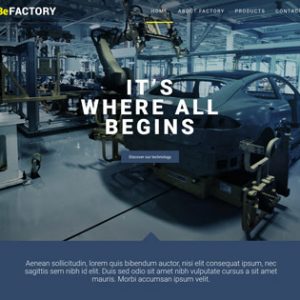 BeFACTORY
HOME ABOUT FACTORY PRODUCTS CONTACT
IT'S
WHERE ALL
BEGINS
Discover our technology
Aenean sollicitudin, lorem quis bibendum auctor, nisi elit consequat ipsum, nec
sagittis sem nibh id elit. Duis sed odio sit amet nibh vulputate cursus a sit amet
mauris. Morbi accumsan ipsum velit.